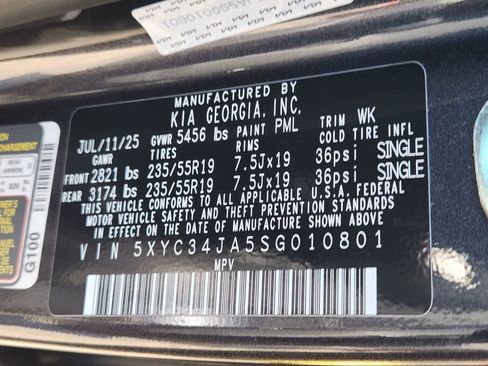 MANUFACTURED BY
KIA GEORGIA, INC.
JUL/11/25 GVWR 5456 lbs PAINT PML TRIM WK
GAWR TIRES RIMS COLD TIRE INFL
FRONT 2821 lbs 235/55R19 7.5Jx19 36psi SINGLE
REAR 3174 lbs 235/55R19 7.5Jx19 36psi SINGLE
THIS VEHICLE CONFORMS TO ALL APPLICABLE U.S.A. FEDERAL
MOTOR VEHICLE SAFETY AND THEFT PREVENTION STANDARDS
IN EFFECT ON THE DATE OF MANUFACTURE SHOWN ABOVE
VIN 5XYC34JA5SG010801
MPV
G100